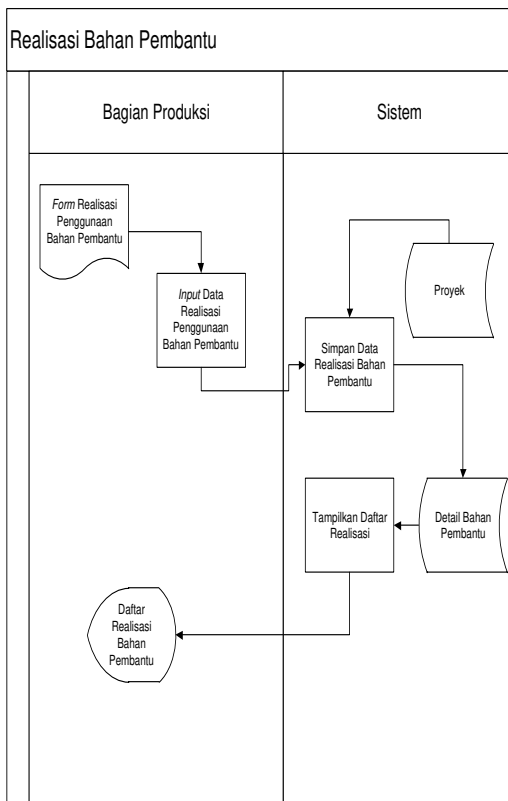 Realisasi Bahan Pembantu
Bagian Produksi
Sistem
Form Realisasi
Penggunaan
Bahan Pembantu
Input Data
Realisasi
Penggunaan
Bahan Pembantu
Proyek
Simpan Data
Realisasi Bahan
Pembantu
Tampilkan Daftar
Realisasi
Detail Bahan
Pembantu
Daftar
Realisasi
Bahan
Pembantu